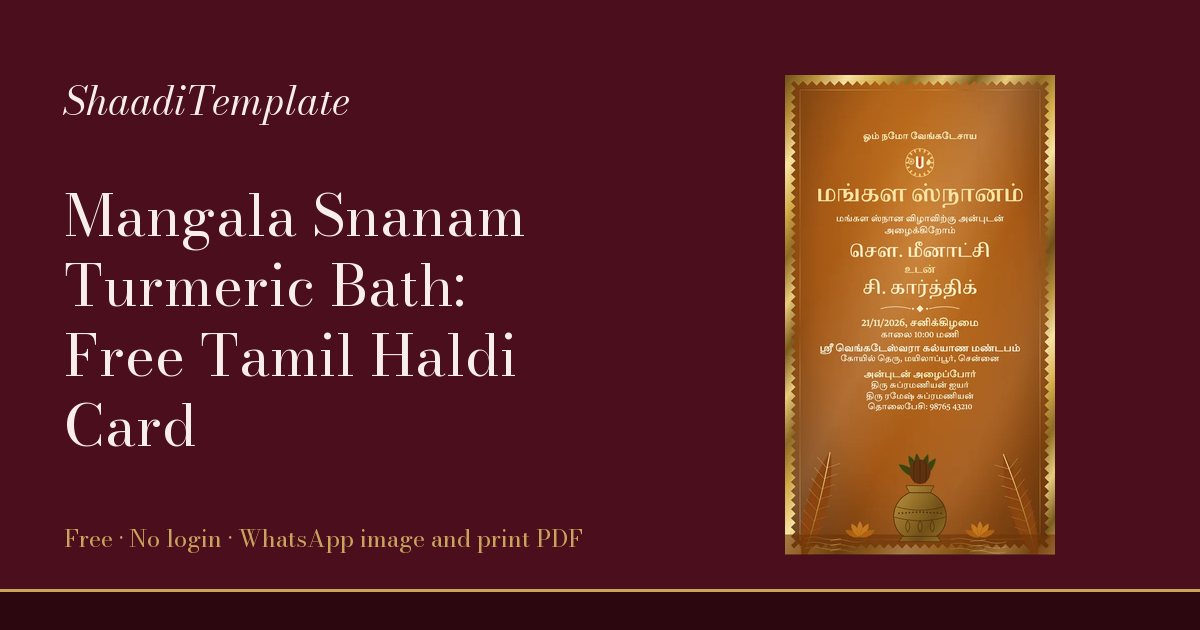 ShaadiTemplate
Mangala Snanam
Turmeric Bath:
Free Tamil Haldi
Card
Free · No login · WhatsApp image and print PDF
ஓம் நமோ வேங்கடேசாய
மங்கள ஸ்நானம்
மங்கள ஸ்நான விழாவிற்கு அன்புடன்
அழைக்கிறோம்
சௌ. மீனாட்சி
உடன்
சி. கார்த்திக்
21/11/2026, சனிக்கிழமை
காலை 10:00 மணி
ஸ்ரீ வெங்கடேஸ்வரா கல்யாண மண்டபம்
கோயில் தெரு, மயிலாப்பூர், சென்னை
அன்புடன் அழைப்போர்
திரு சுப்ரமணியன் ஐயர்
திரு ரமேஷ் சுப்ரமணியன்
தொலைபேசி: 98765 43210